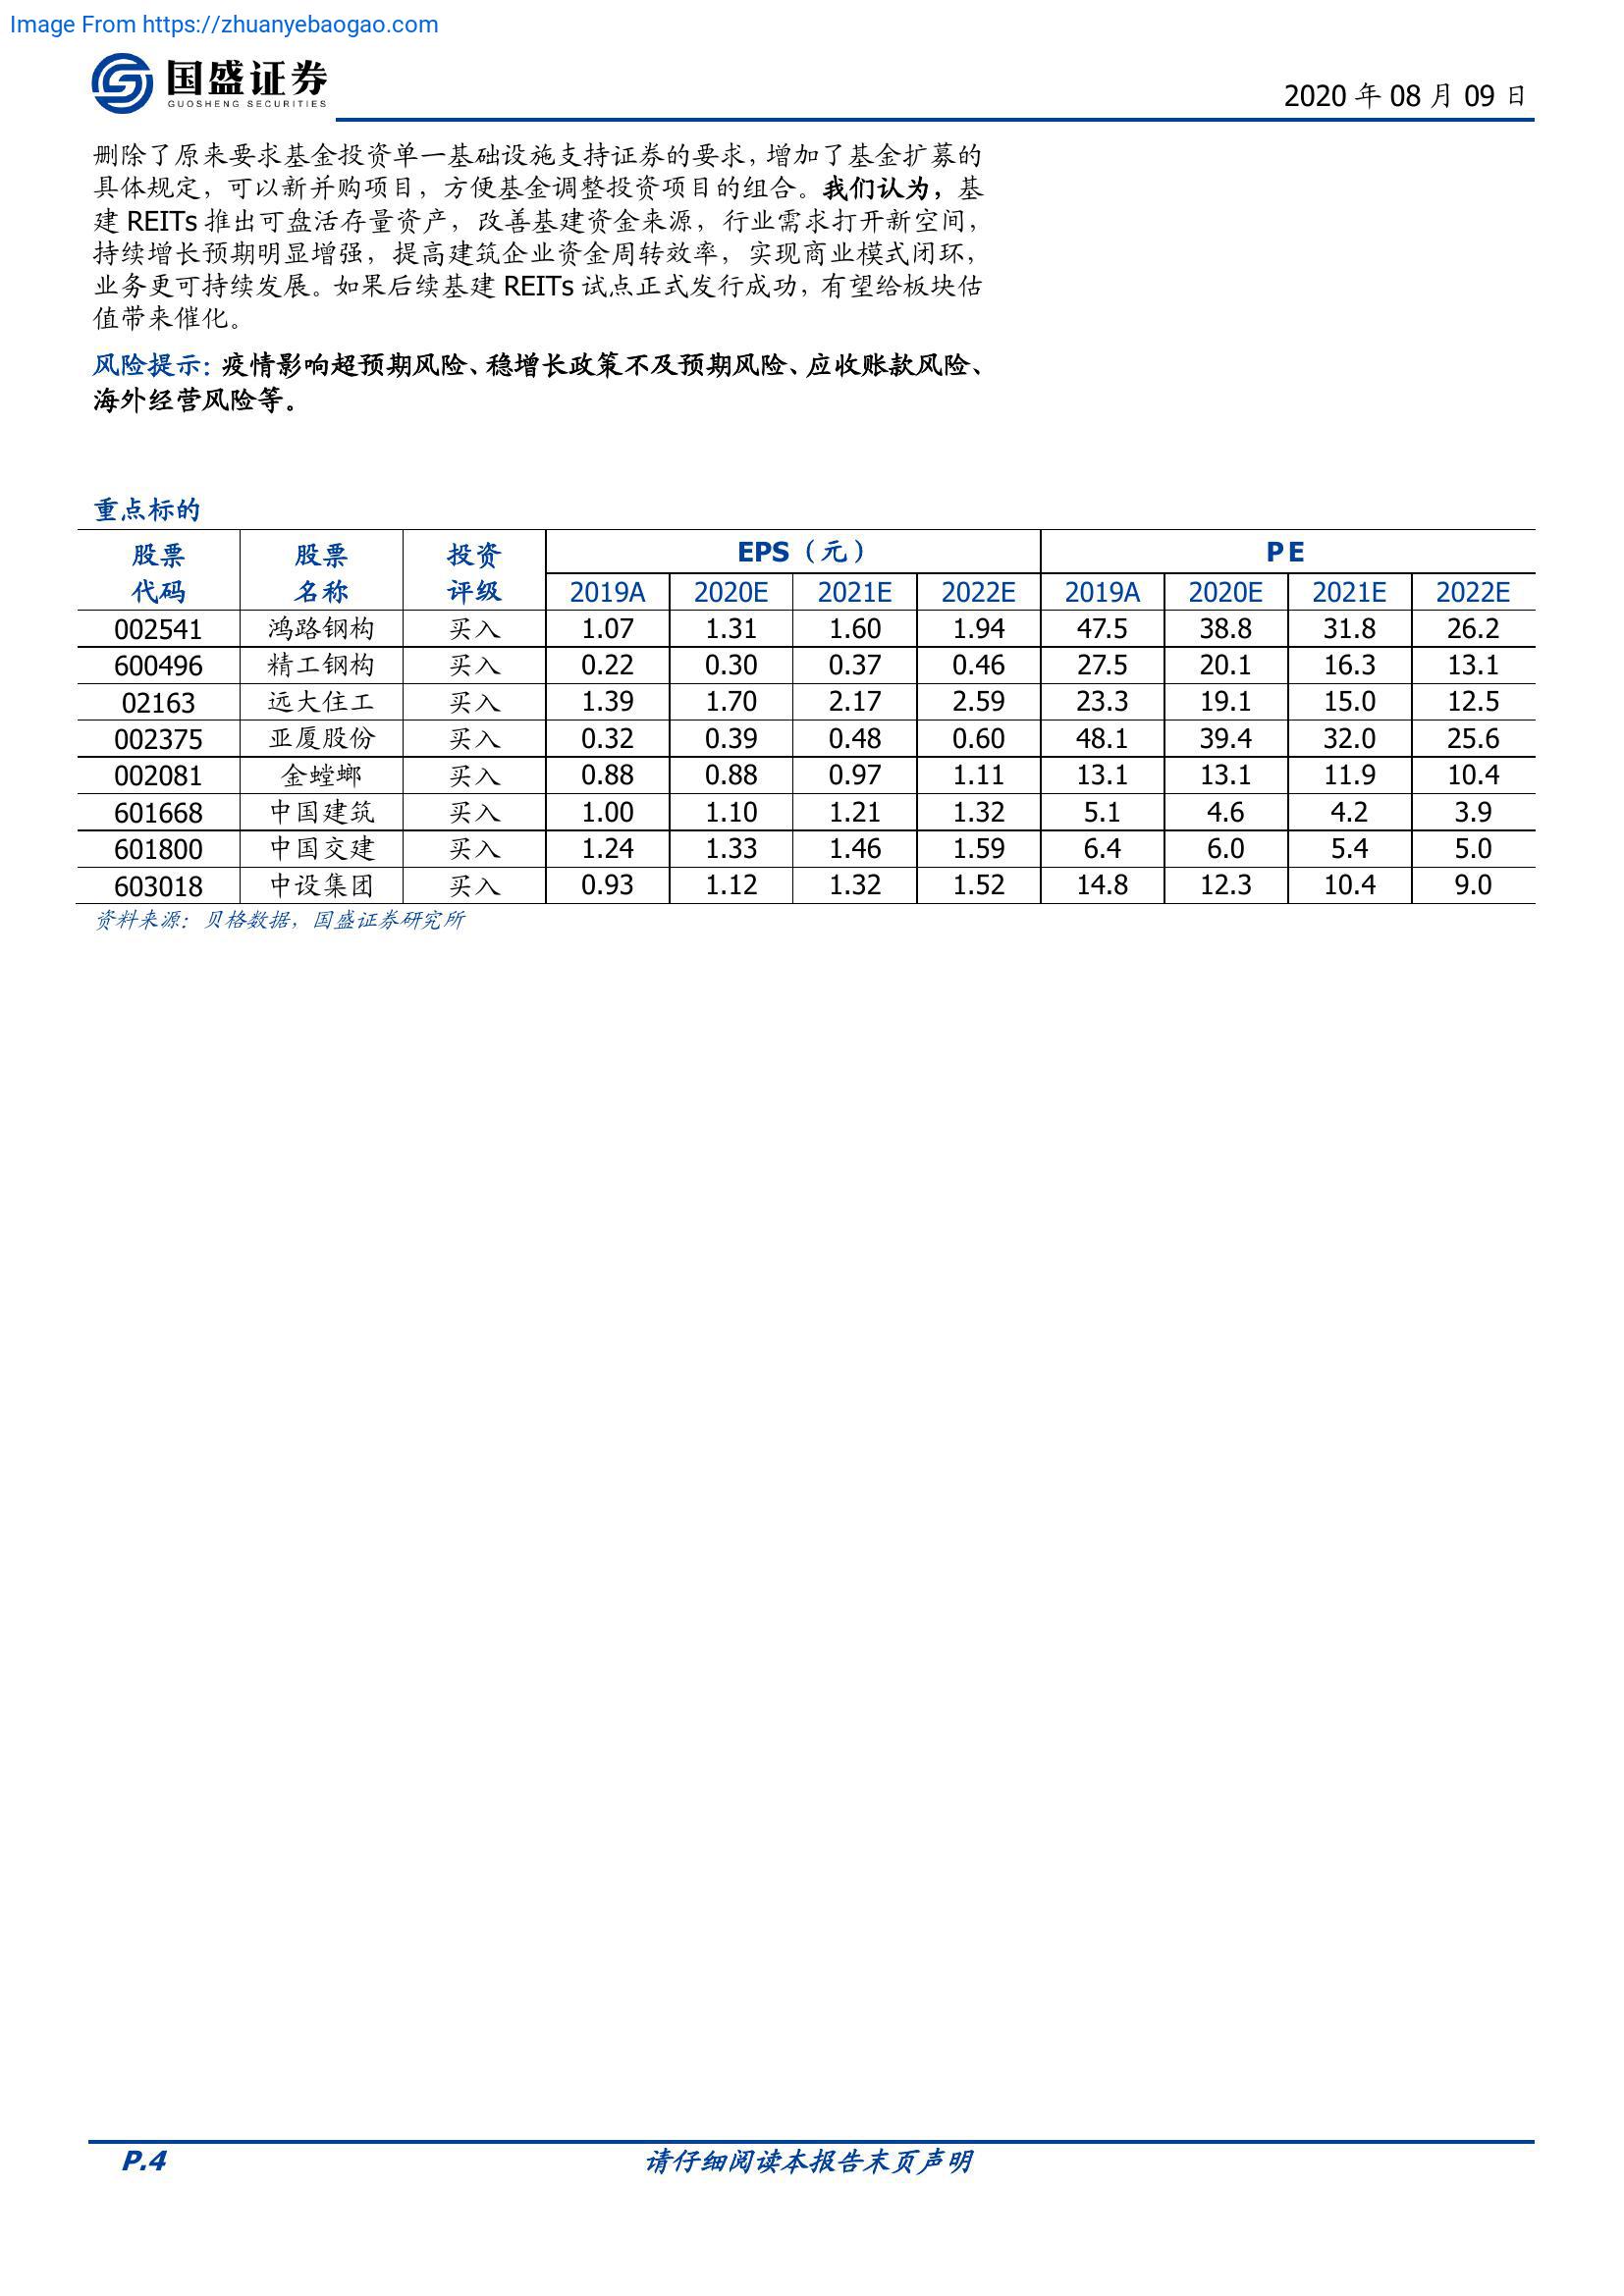 Image From https://zhuanyebaogao.com
国盛证券
GUOSHENG SECURITIES
2020 年 08 月 09 日
删除了原来要求基金投资单一基础设施支持证券的要求，增加了基金扩募的
具体规定，可以新并购项目，方便基金调整投资项目的组合。我们认为，基
建 REITs 推出可盘活存量资产，改善基建资金来源，行业需求打开新空间，
持续增长预期明显增强，提高建筑企业资金周转效率，实现商业模式闭环，
业务更可持续发展。如果后续基建 REITs 试点正式发行成功，有望给板块估
值带来催化。
风险提示：疫情影响超预期风险、稳增长政策不及预期风险、应收账款风险、
海外经营风险等。
重点标的
股票 股票 投资 EPS（元） PE
代码 名称 评级 2019A 2020E 2021E 2022E 2019A 2020E 2021E 2022E
002541 鸿路钢构 买入 1.07 1.31 1.60 1.94 47.5 38.8 31.8 26.2
600496 精工钢构 买入 0.22 0.30 0.37 0.46 27.5 20.1 16.3 13.1
02163 远大住工 买入 1.39 1.70 2.17 2.59 23.3 19.1 15.0 12.5
002375 亚厦股份 买入 0.32 0.39 0.48 0.60 48.1 39.4 32.0 25.6
002081 金螳螂 买入 0.88 0.88 0.97 1.11 13.1 13.1 11.9 10.4
601668 中国建筑 买入 1.00 1.10 1.21 1.32 5.1 4.6 4.2 3.9
601800 中国交建 买入 1.24 1.33 1.46 1.59 6.4 6.0 5.4 5.0
603018 中设集团 买入 0.93 1.12 1.32 1.52 14.8 12.3 10.4 9.0
资料来源：贝格数据，国盛证券研究所
P.4 请仔细阅读本报告末页声明